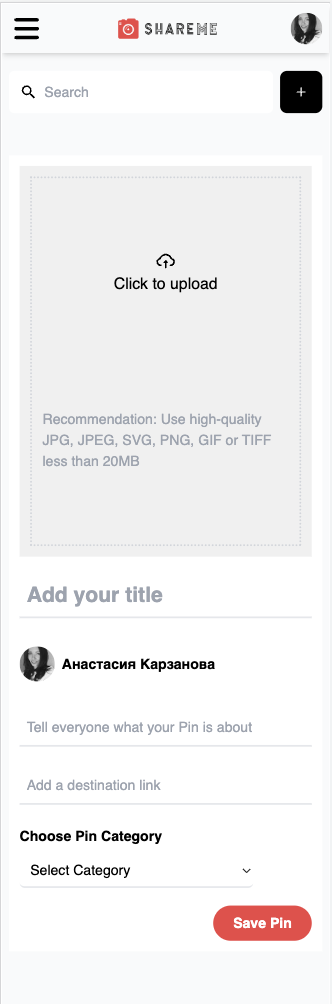 SHAREME
Search
+
Click to upload
Recommendation: Use high-quality
JPG, JPEG, SVG, PNG, GIF or TIFF
less than 20MB
Add your title
Анастасия Карзанова
Tell everyone what your Pin is about
Add a destination link
Choose Pin Category
Select Category
Save Pin